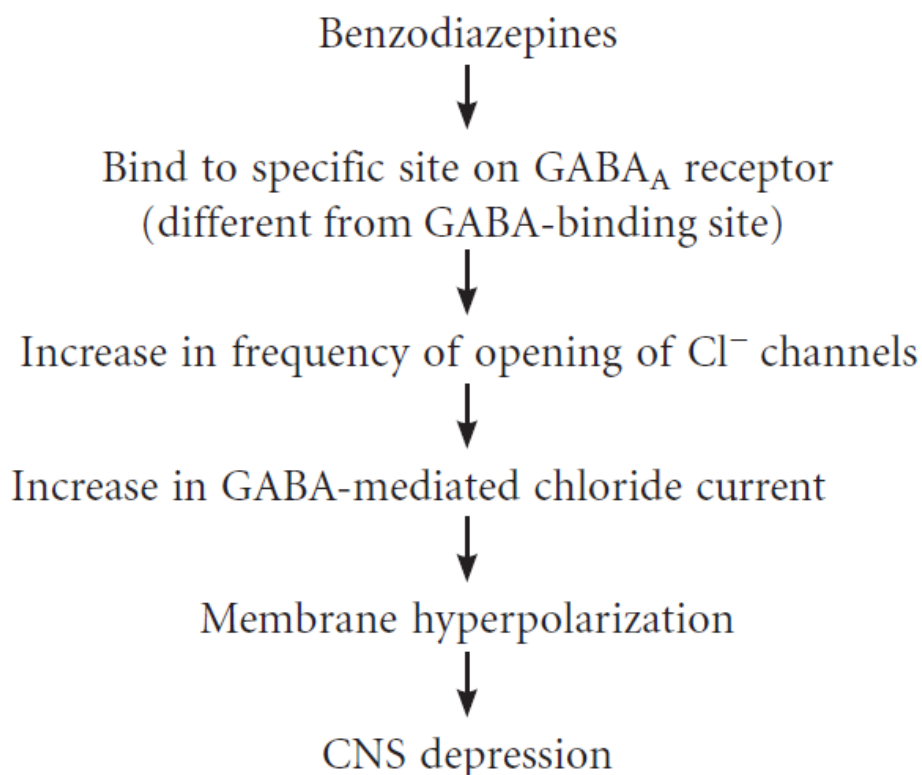 Benzodiazepines
Bind to specific site on GABAA receptor
(different from GABA-binding site)
Increase in frequency of opening of Cl− channels
Increase in GABA-mediated chloride current
Membrane hyperpolarization
CNS depression